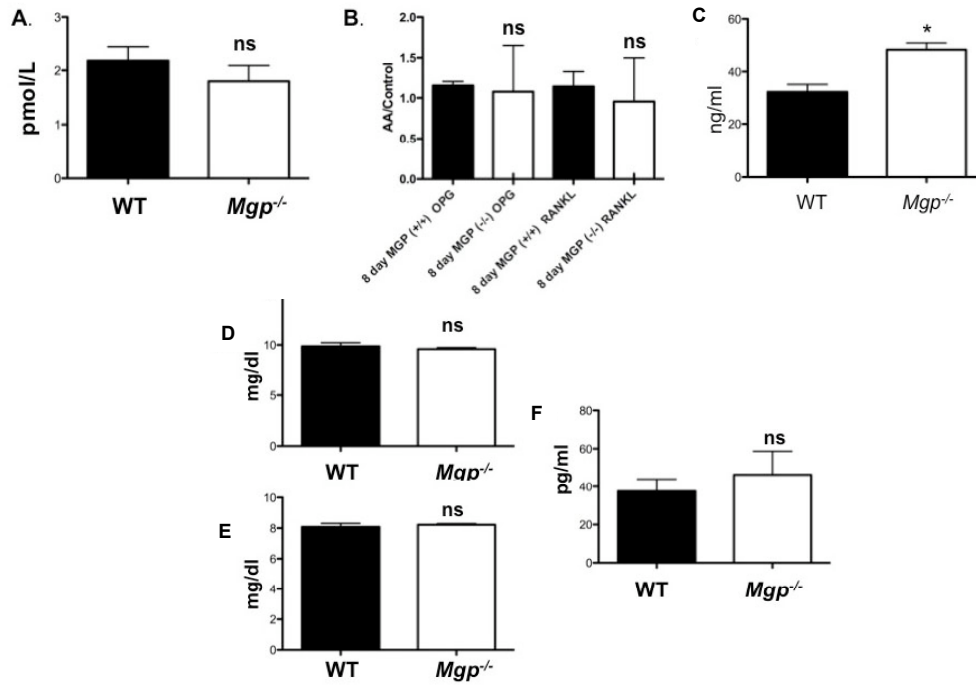 A.
pmol/L
3
2
1
0
ns
WT
Mgp-/-
B.
AA/Control
2.0
1.5
1.0
0.5
0.0
ns
ns
8 day MGP (+/+) OPG
8 day MGP (-/-) OPG
8 day MGP (+/+) RANKL
8 day MGP (-/-) RANKL
C
ng/ml
60
40
20
0
*
WT
Mgp-/-
D
mg/dl
10
5
0
ns
WT
Mgp-/-
E
mg/dl
10
8
6
4
2
0
ns
WT
Mgp-/-
F
pg/ml
80
60
40
20
0
ns
WT
Mgp-/-